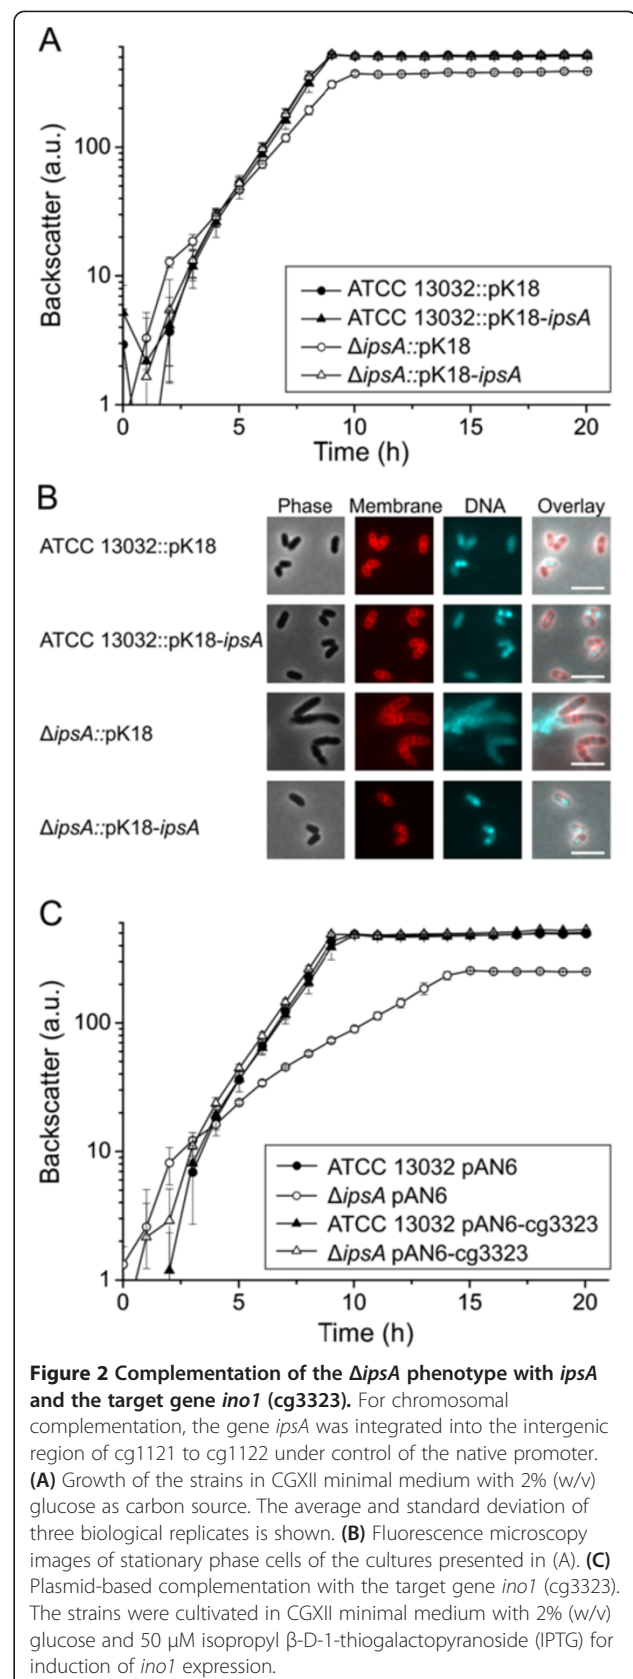 A
Backscatter (a.u.)
100
10
1
ATCC 13032::pK18
ATCC 13032::pK18-ipsA
ΔipsA::pK18
ΔipsA::pK18-ipsA
0 5 10 15 20
Time (h)
B
Phase Membrane DNA Overlay
ATCC 13032::pK18
ATCC 13032::pK18-ipsA
ΔipsA::pK18
ΔipsA::pK18-ipsA
C
Backscatter (a.u.)
100
10
1
ATCC 13032 pAN6
ΔipsA pAN6
ATCC 13032 pAN6-cg3323
ΔipsA pAN6-cg3323
0 5 10 15 20
Time (h)
Figure 2 Complementation of the ΔipsA phenotype with ipsA
and the target gene ino1 (cg3323). For chromosomal
complementation, the gene ipsA was integrated into the intergenic
region of cg1121 to cg1122 under control of the native promoter.
(A) Growth of the strains in CGXII minimal medium with 2% (w/v)
glucose as carbon source. The average and standard deviation of
three biological replicates is shown. (B) Fluorescence microscopy
images of stationary phase cells of the cultures presented in (A). (C)
Plasmid-based complementation with the target gene ino1 (cg3323).
The strains were cultivated in CGXII minimal medium with 2% (w/v)
glucose and 50 μM isopropyl β-D-1-thiogalactopyranoside (IPTG) for
induction of ino1 expression.